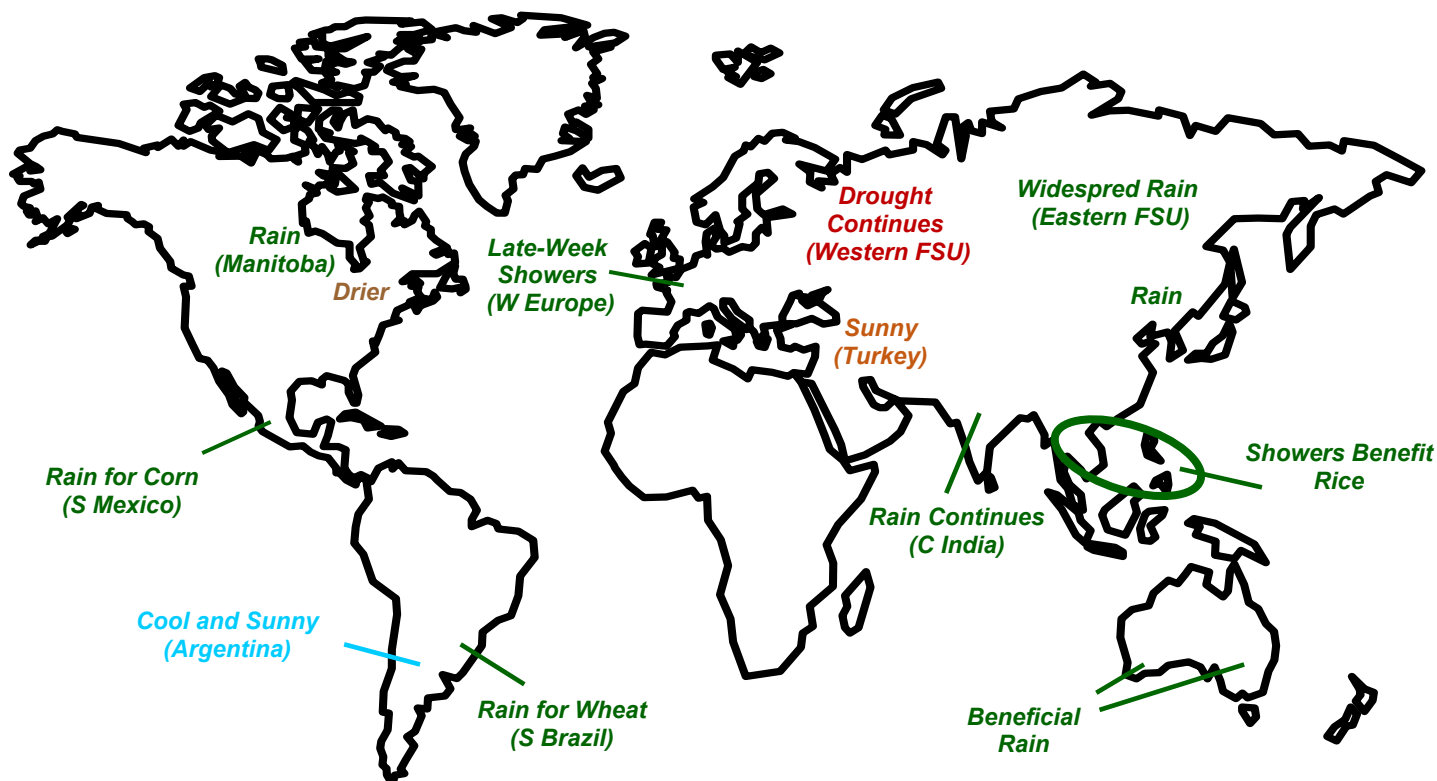 Drought
Continues
(Western FSU)
Widespred Rain
(Eastern FSU)
Rain
(Manitoba)
Drier
Late-Week
Showers
(W Europe)
Rain
Sunny
(Turkey)
Rain for Corn
(S Mexico)
Showers Benefit
Rice
Rain Continues
(C India)
Cool and Sunny
(Argentina)
Rain for Wheat
(S Brazil)
Beneficial
Rain